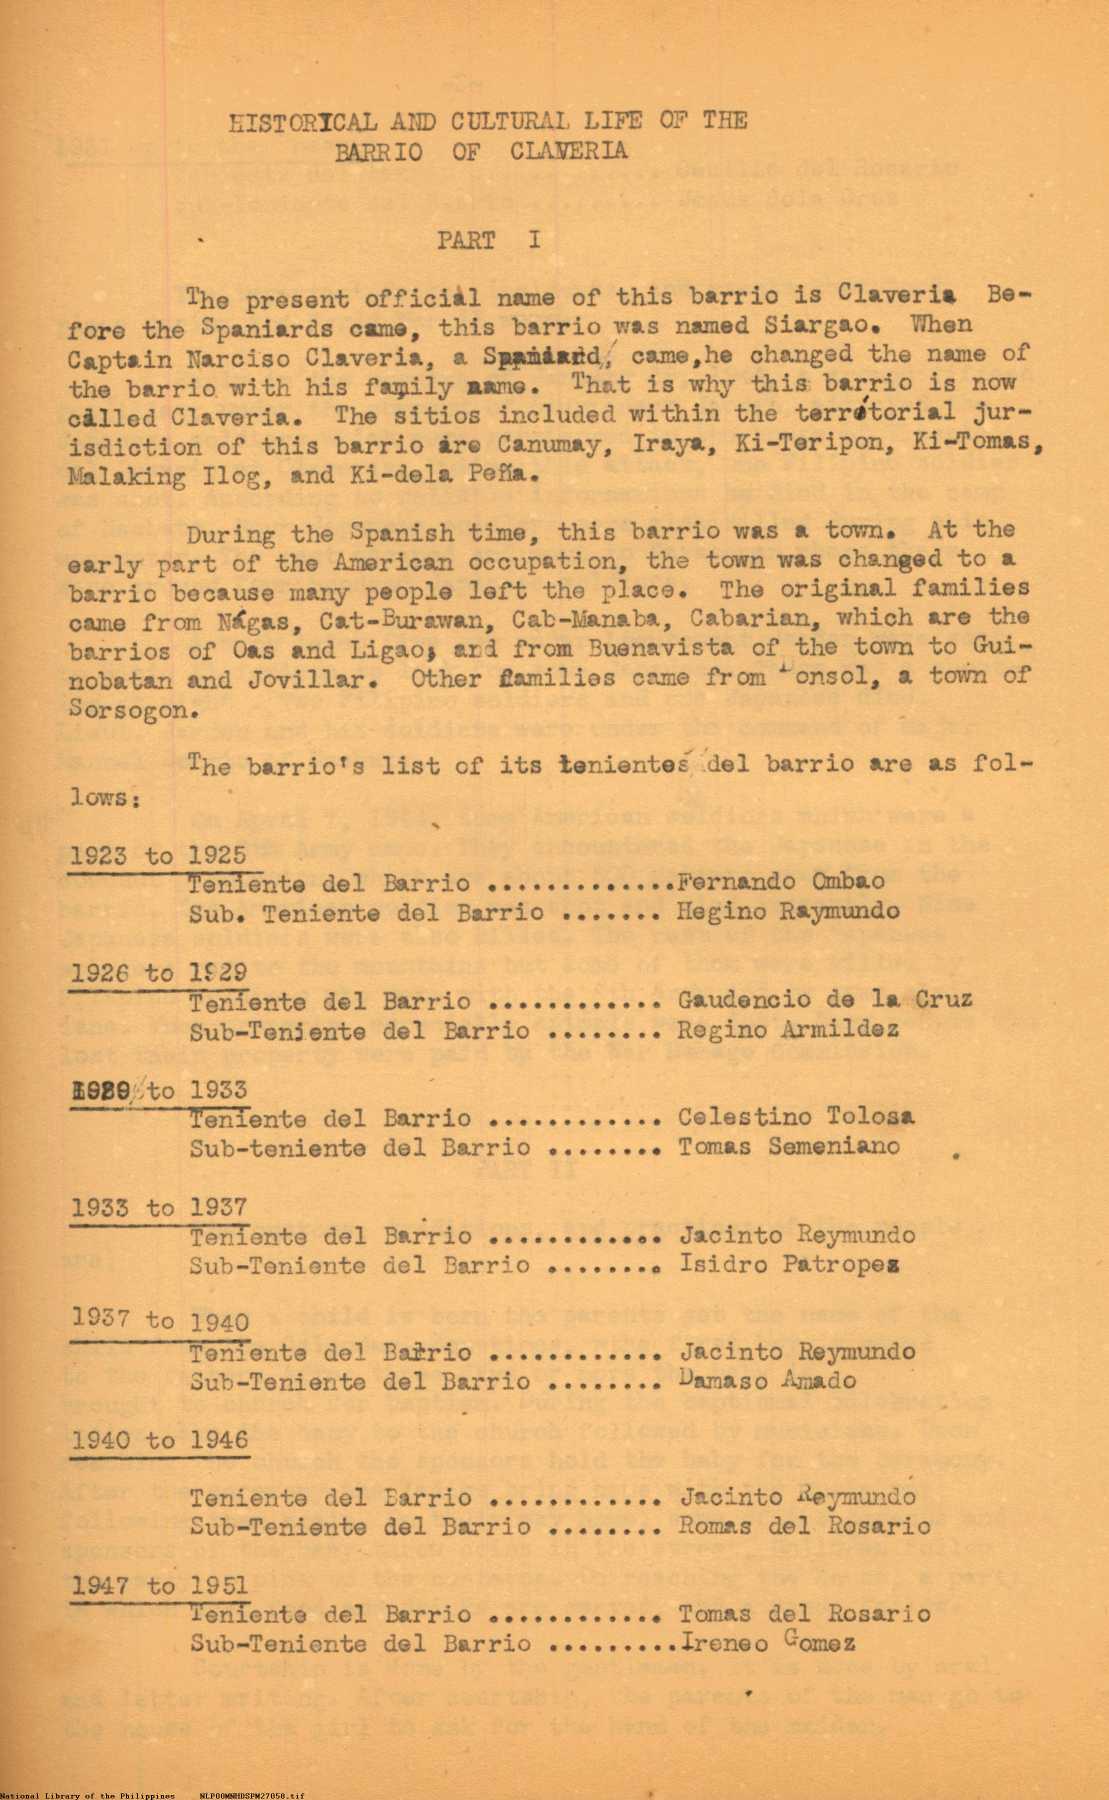 HISTORICAL AND CULTURAL LIFE OF THE
BARRIO OF CLAVERIA
PART I
The present official name of this barrio is Claveria Be-
fore the Spaniards came, this barrio was named Siargao. When
Captain Narciso Claveria, a Spaniard, came,he changed the name of
the barrio with his family name. That is why this barrio is now
called Claveria. The sitios included within the territorial jur-
isdiction of this barrio are Canumay, Iraya, Ki-Teripon, Ki-Tomas,
Malaking Ilog, and Ki-dela Peña.
During the Spanish time, this barrio was a town. At the
early part of the American occupation, the town was changed to a
barrio because many people left the place. The original families
came from Nagas, Cat-Burawan, Cab-Manaba, Cabarian, which are the
barrios of Oas and Ligao, and from Buenavista of the town to Gui-
nobatan and Jovillar. Other families came from Donsol, a town of
Sorsogon.
The barrio's list of its tenientes del barrio are as fol-
lows:
1923 to 1925
Teniente del Barrio .............Fernando Ombao
Sub. Teniente del Barrio ....... Hegino Raymundo
1926 to 1929
Teniente del Barrio ............ Gaudencio de la Cruz
Sub-Teniente del Barrio ........ Regino Armildez
1929 to 1933
Teniente del Barrio ............ Celestino Tolosa
Sub-teniente del Barrio ........ Tomas Semeniano
1933 to 1937
Teniente del Barrio ............ Jacinto Reymundo
Sub-Teniente del Barrio ........ Isidro Patropez
1937 to 1940
Teniente del Barrio ............ Jacinto Reymundo
Sub-Teniente del Barrio ........ Damaso Amado
1940 to 1946
Teniente del Barrio ............ Jacinto Reymundo
Sub-Teniente del Barrio ........ Romas del Rosario
1947 to 1951
Teniente del Barrio ............ Tomas del Rosario
Sub-Teniente del Barrio .........Ireneo Gomez
National Library of the Philippines NLPOOMNHDSPM27050.tif